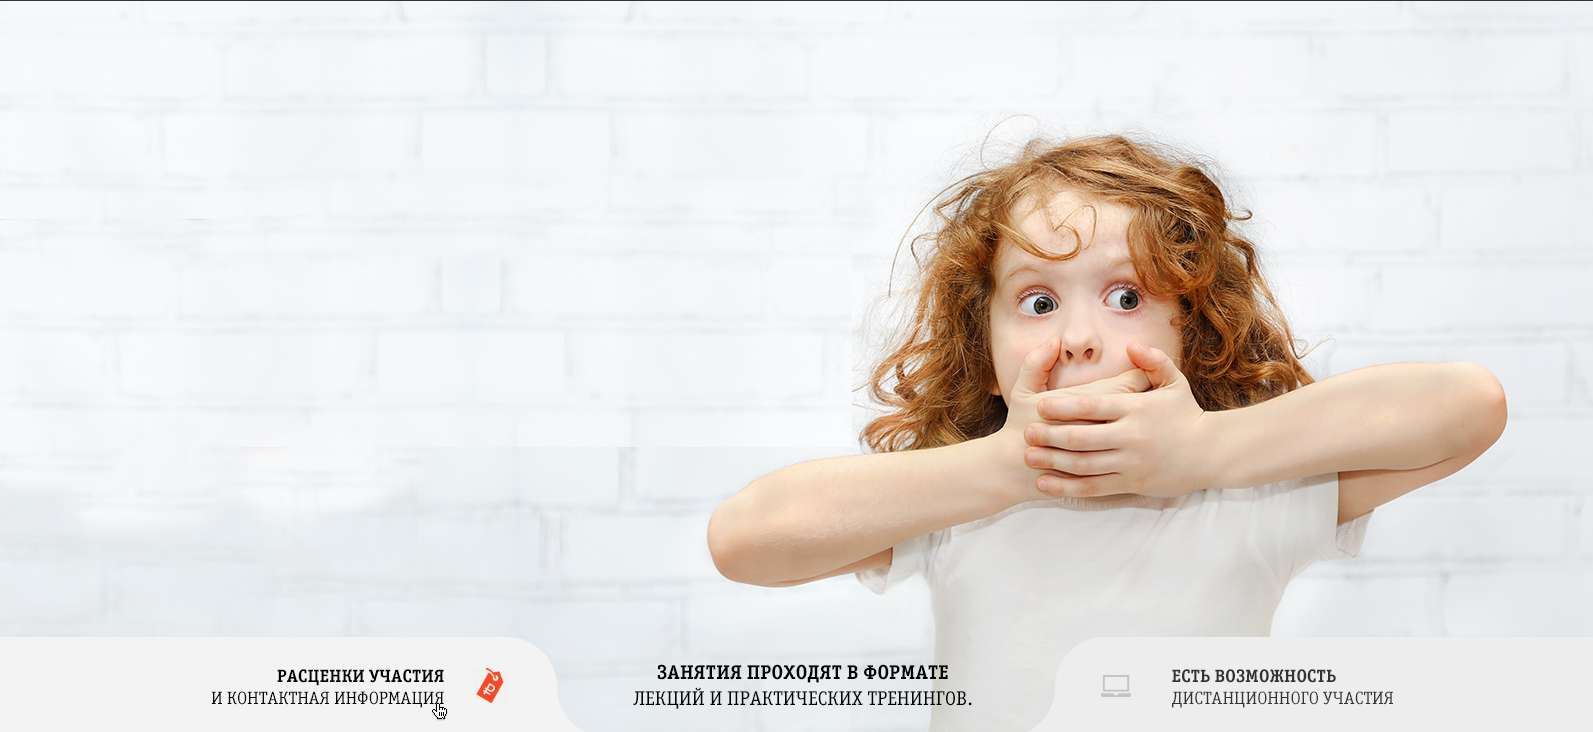 РАСЦЕНКИ УЧАСТИЯ
И КОНТАКТНАЯ ИНФОРМАЦИЯ
ЗАНЯТИЯ ПРОХОДЯТ В ФОРМАТЕ
ЛЕКЦИЙ И ПРАКТИЧЕСКИХ ТРЕНИНГОВ.
ЕСТЬ ВОЗМОЖНОСТЬ
ДИСТАНЦИОННОГО УЧАСТИЯ